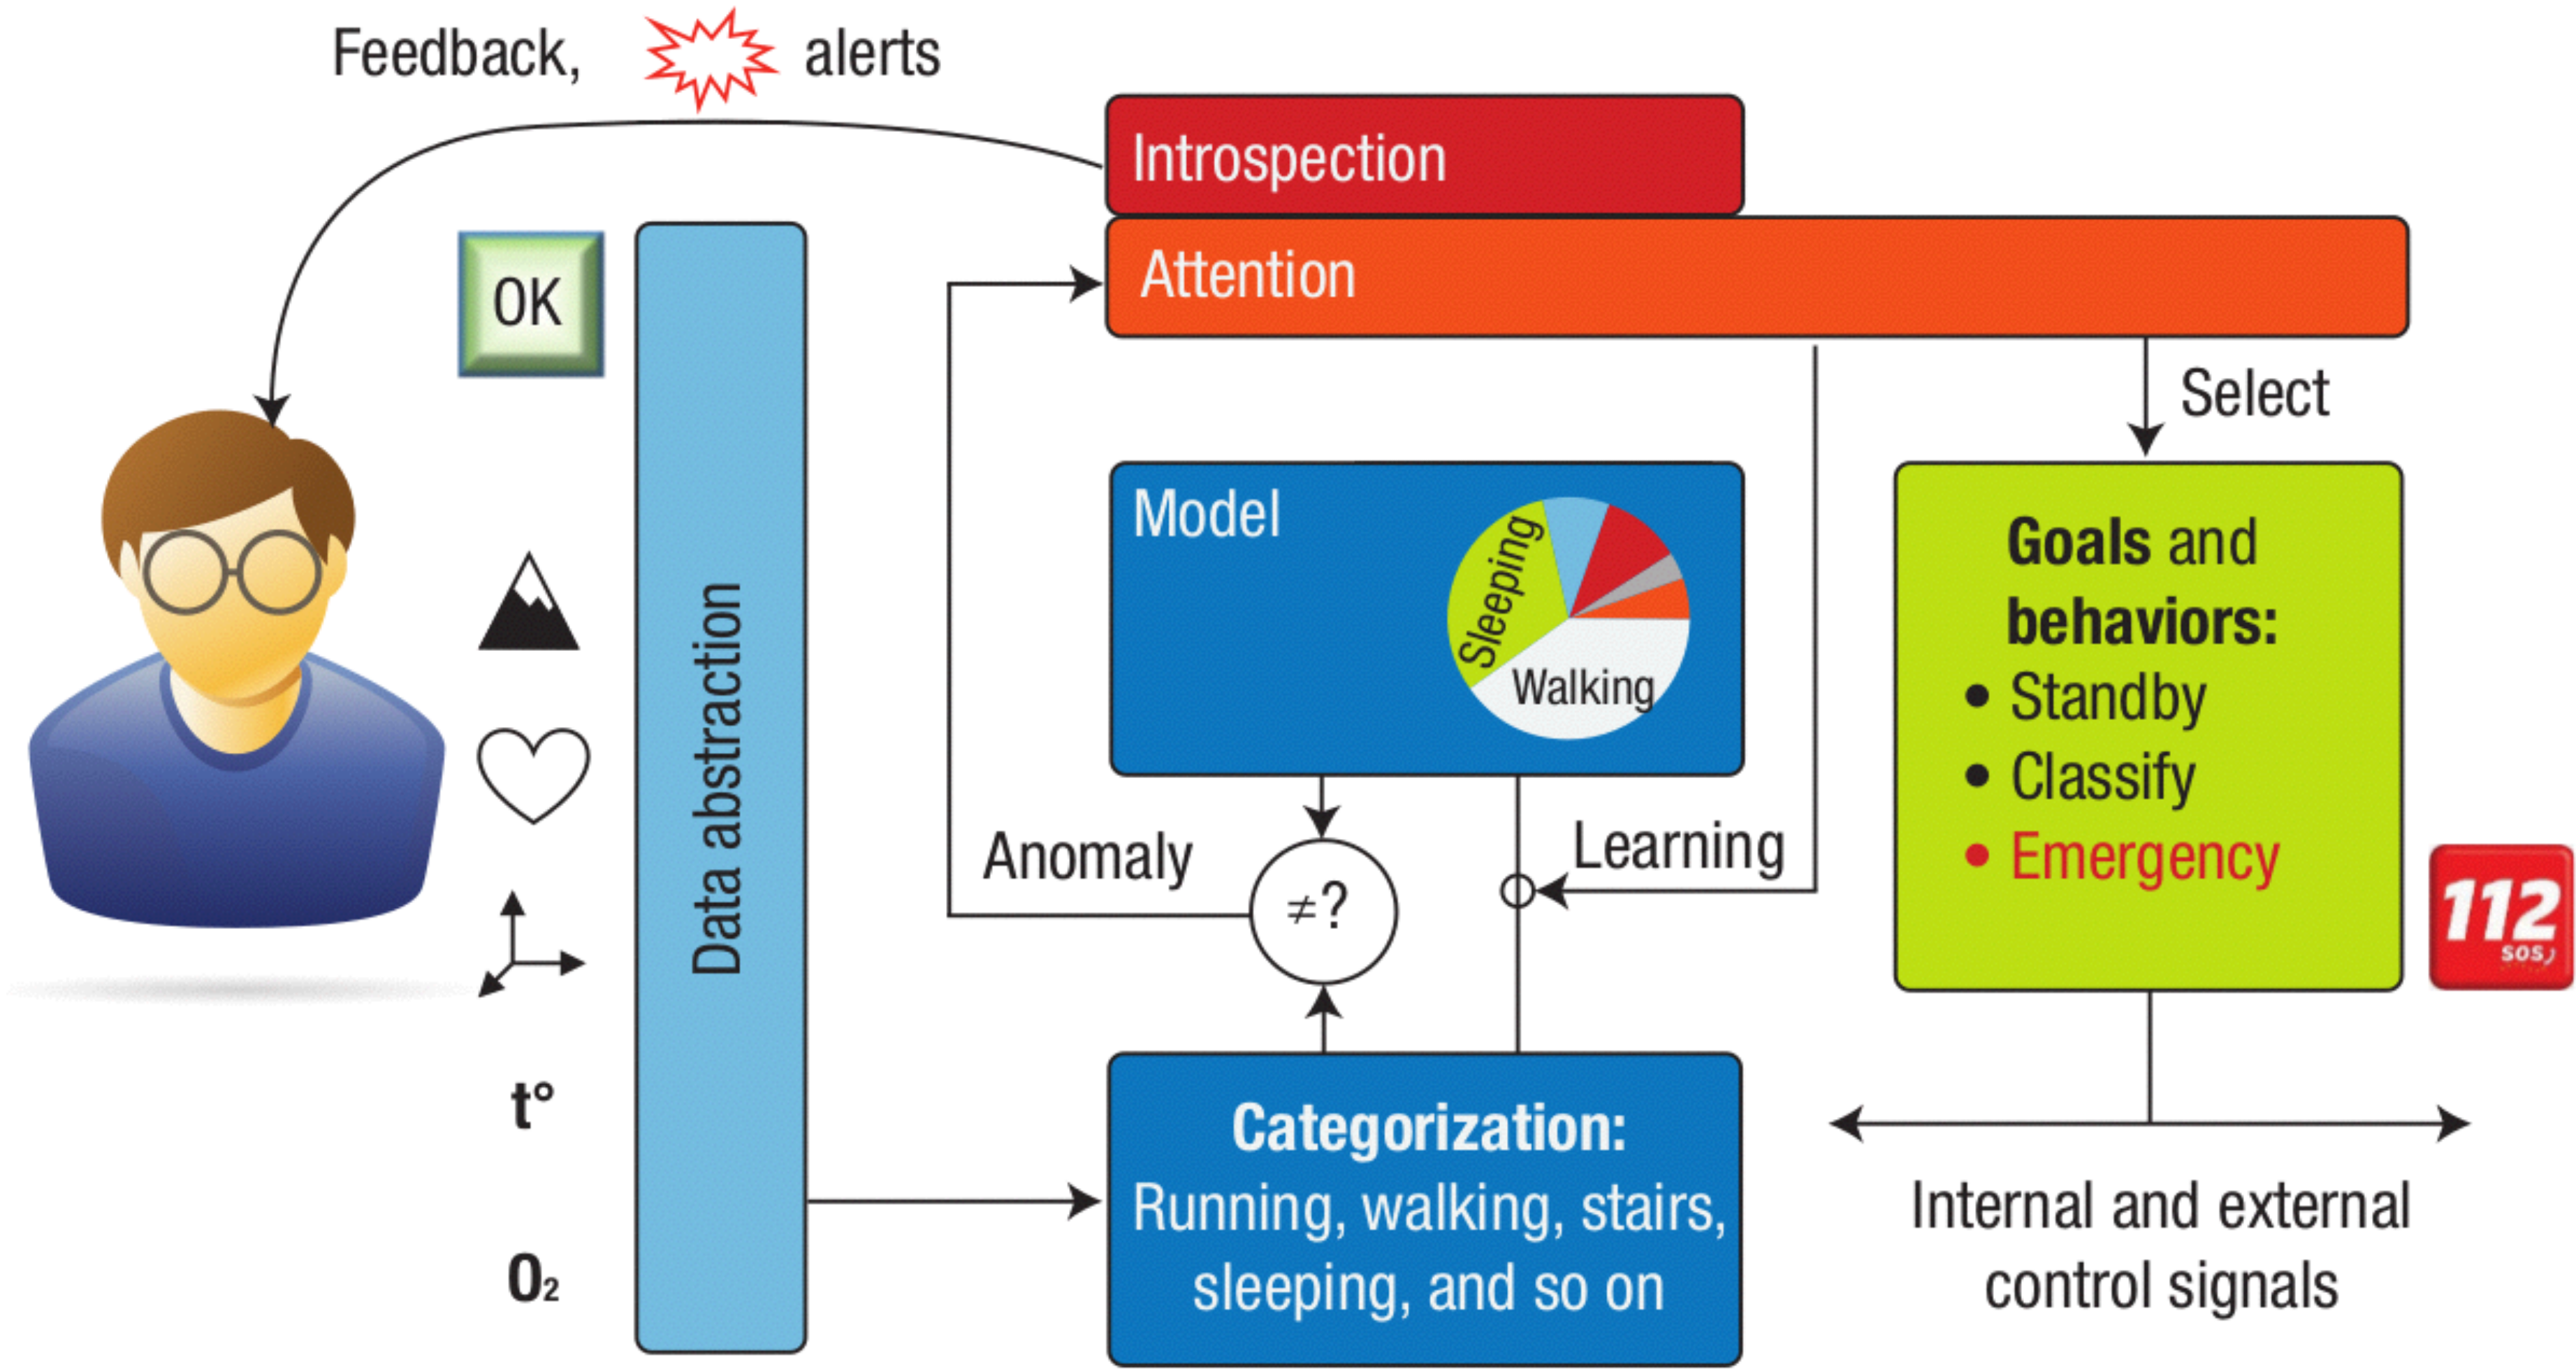 Feedback, alerts
Introspection
Attention
OK
Select
Model
Sleeping
Walking
Goals and
behaviors:
• Standby
• Classify
• Emergency
112
SOS
Data abstraction
Anomaly
Learning
≠?
t°
O₂
Categorization:
Running, walking, stairs,
sleeping, and so on
Internal and external
control signals